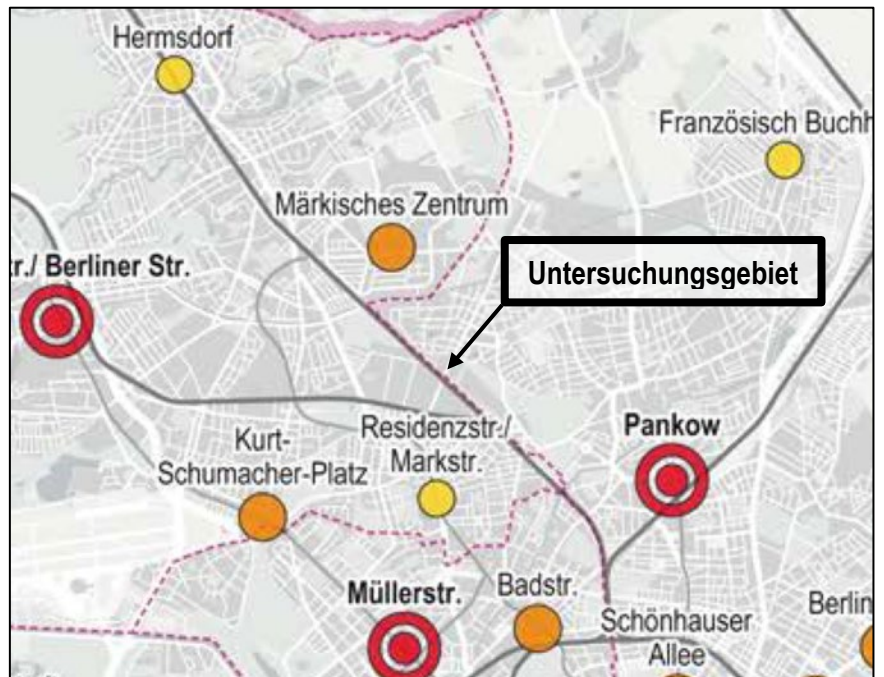 Hermsdorf
Französisch Buchh
Märkisches Zentrum
r./ Berliner Str.
Untersuchungsgebiet
Kurt-
Schumacher-Platz
Residenzstr./
Markstr.
Pankow
Müllerstr.
Badstr.
Schönhauser
Allee
Berlin